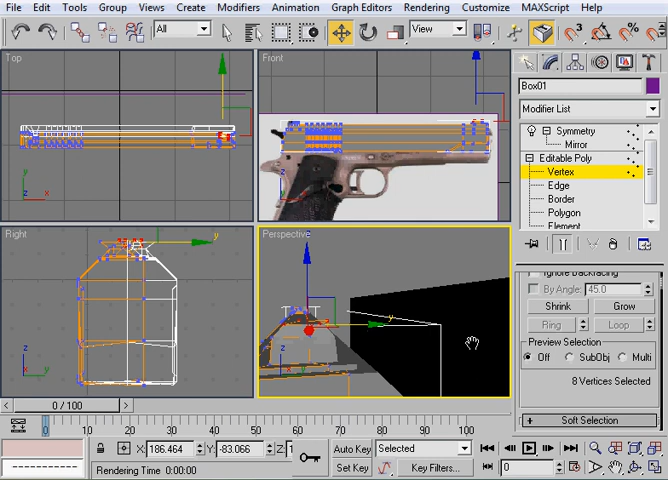 File Edit Tools Group Views Create Modifiers Animation Graph Editors Rendering Customize MAXScript Help
All View
Top Front
Box01
Modifier List
Symmetry
Mirror
Editable Poly
Vertex
Edge
Border
Polygon
Element
Right Perspective
Ignore Backfacing
By Angle: 45.0
Shrink Grow
Ring Loop
Preview Selection
Off SubObj Multi
8 Vertices Selected
Soft Selection
0 / 100
0 10 20 30 40 50 60 70 80 90 100
X: 186.464 Y: -83.066 Z: 1
Auto Key Selected
Rendering Time 0:00:00
Set Key Key Filters... 0